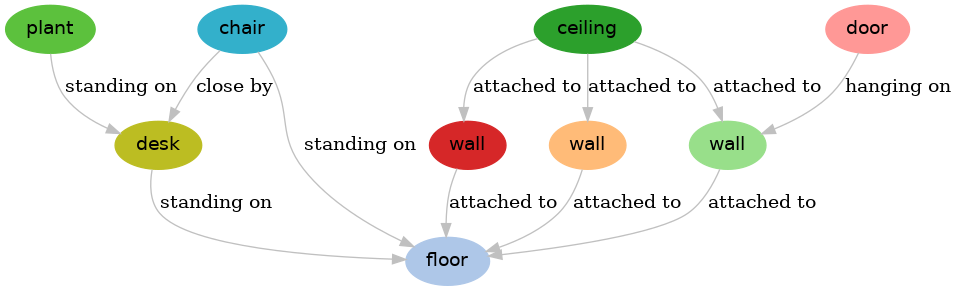 plant
chair
ceiling
door
standing on
close by
attached to
attached to
attached to
hanging on
desk
standing on
wall
wall
wall
standing on
attached to
attached to
attached to
floor